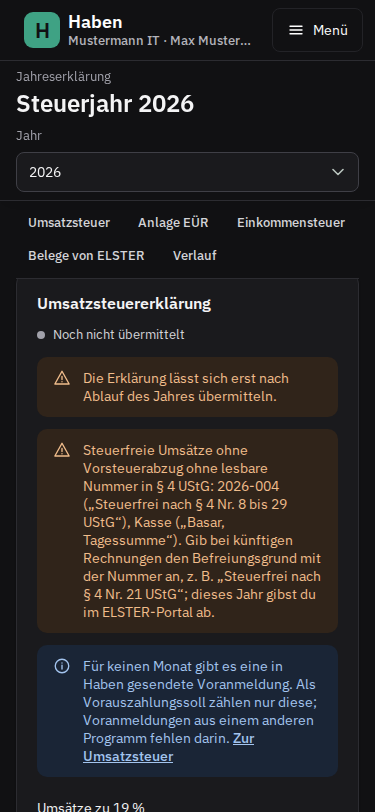 H Haben
Mustermann IT · Max Muster...
Menü
Jahreserklärung
Steuerjahr 2026
Jahr
2026
Umsatzsteuer Anlage EÜR Einkommensteuer
Belege von ELSTER Verlauf
Umsatzsteuererklärung
Noch nicht übermittelt
Die Erklärung lässt sich erst nach
Ablauf des Jahres übermitteln.
Steuerfreie Umsätze ohne
Vorsteuerabzug ohne lesbare
Nummer in § 4 UStG: 2026-004
(„Steuerfrei nach § 4 Nr. 8 bis 29
UStG“), Kasse („Basar,
Tagessumme“). Gib bei künftigen
Rechnungen den Befreiungsgrund mit
der Nummer an, z. B. „Steuerfrei nach
§ 4 Nr. 21 UStG“; dieses Jahr gibst du
im ELSTER-Portal ab.
Für keinen Monat gibt es eine in
Haben gesendete Voranmeldung. Als
Vorauszahlungssoll zählen nur diese;
Voranmeldungen aus einem anderen
Programm fehlen darin. Zur
Umsatzsteuer
Umsätze zu 19 %